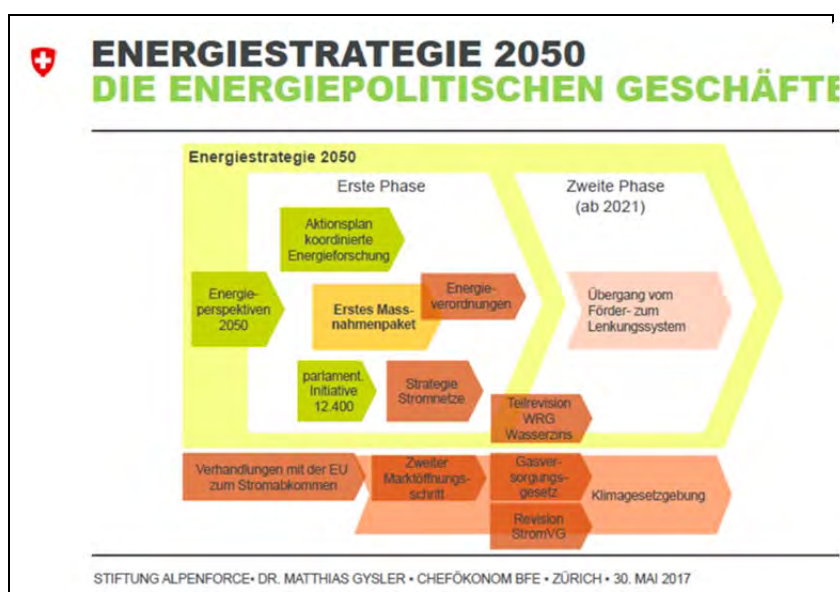 ENERGIESTRATEGIE 2050
DIE ENERGIEPOLITISCHEN GESCHÄFTE
Energiestrategie 2050
Erste Phase
Zweite Phase
(ab 2021)
Aktionsplan
koordinierte
Energieforschung
Energie-
perspektiven
2050
Erstes Mass-
nahmenpaket
Energie-
verordnungen
Übergang vom
Förder- zum
Lenkungssystem
parlament.
Initiative
12.400
Strategie
Stromnetze
Teilrevision
WRG
Wasserzins
Verhandlungen mit der EU
zum Stromabkommen
Zweiter
Marktöffnungs-
schritt
Gasver-
sorgungs-
gesetz
Revision
StromVG
Klimagesetzgebung
STIFTUNG ALPENFORCE• DR. MATTHIAS GYSLER • CHEFÖKONOM BFE • ZÜRICH • 30. MAI 2017